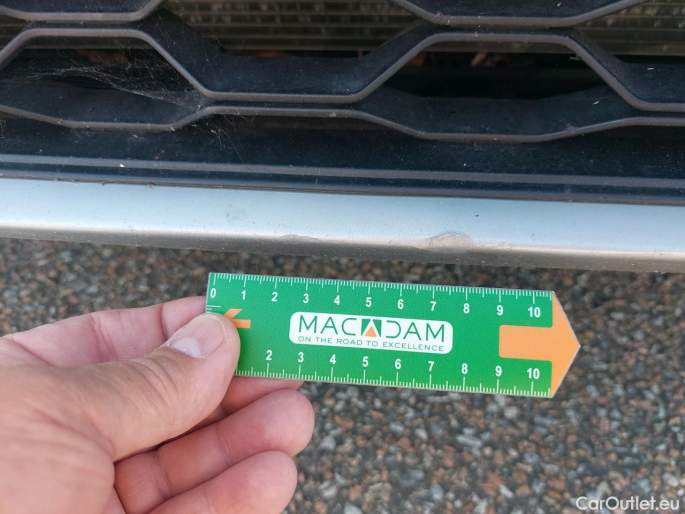 0 1 2 3 4 5 6 7 8 9 10
MACADAM
ON THE ROAD TO EXCELLENCE
2 3 4 5 6 7 8 9 10
CarOutlet.eu